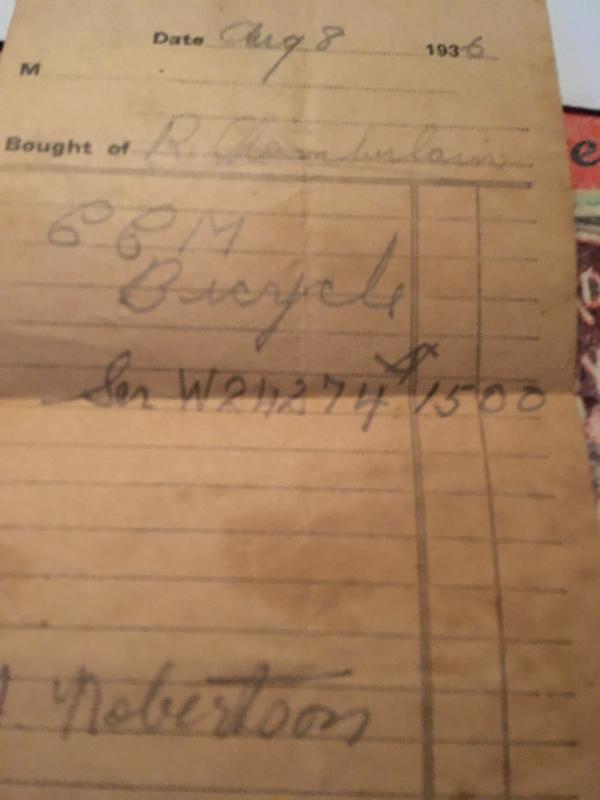 Date Aug 8 1936
M
Bought of R. Chamberlain
CCM
Bicycle
Ser W24274 $15 00
Robertson
e